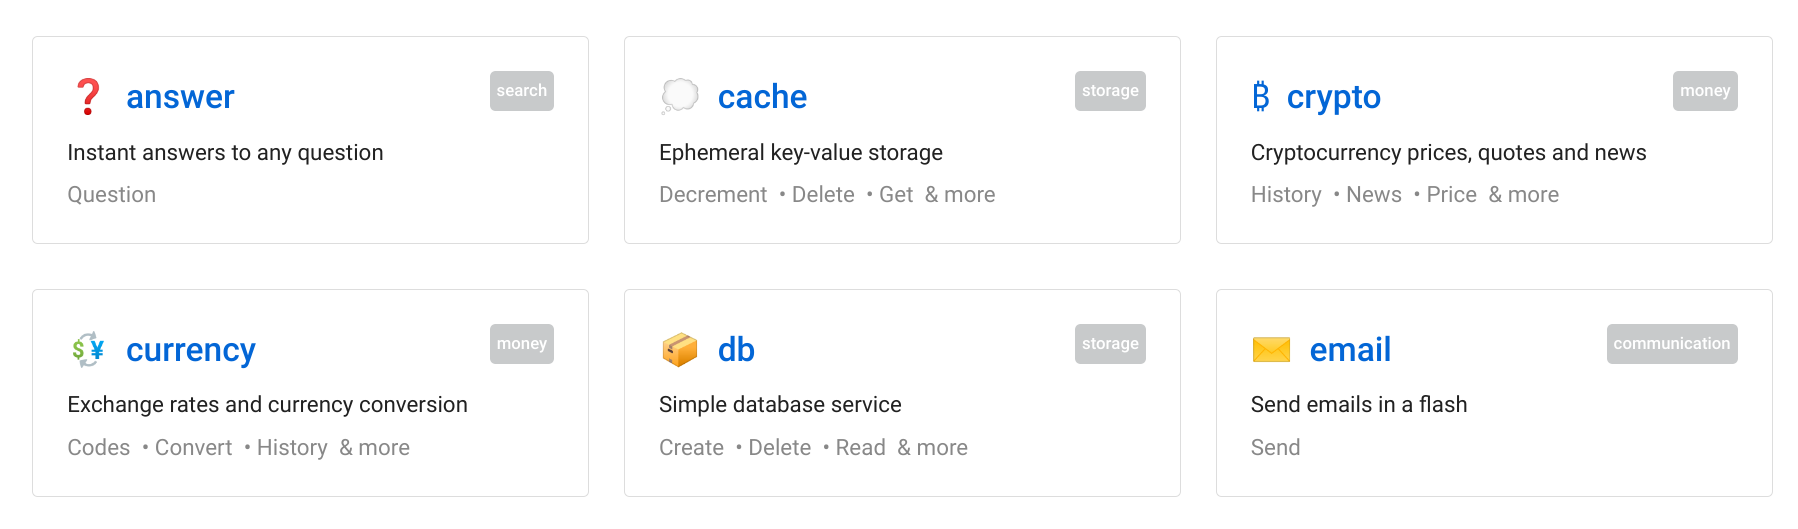 answer
search
Instant answers to any question
Question
cache
storage
Ephemeral key-value storage
Decrement • Delete • Get & more
crypto
money
Cryptocurrency prices, quotes and news
History • News • Price & more
currency
money
Exchange rates and currency conversion
Codes • Convert • History & more
db
storage
Simple database service
Create • Delete • Read & more
email
communication
Send emails in a flash
Send